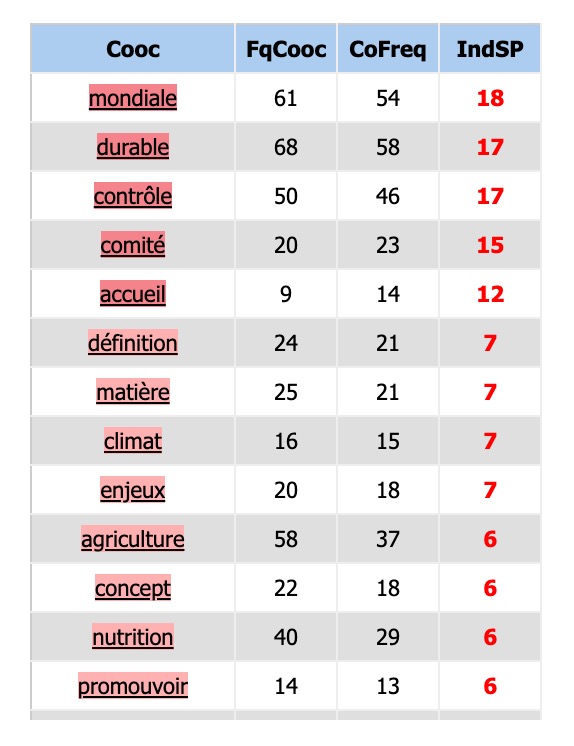 Cooc FqCooc CoFreq IndSP
mondiale 61 54 18
durable 68 58 17
contrôle 50 46 17
comité 20 23 15
accueil 9 14 12
définition 24 21 7
matière 25 21 7
climat 16 15 7
enjeux 20 18 7
agriculture 58 37 6
concept 22 18 6
nutrition 40 29 6
promouvoir 14 13 6